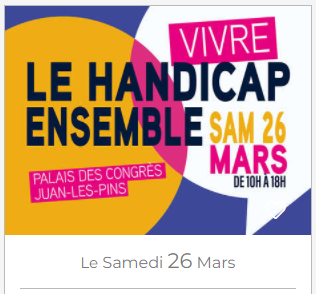 VIVRE
LE HANDICAP
ENSEMBLE
SAM 26
MARS
DE 10H À 18H
PALAIS DES CONGRÈS
JUAN-LES-PINS
Le Samedi 26 Mars